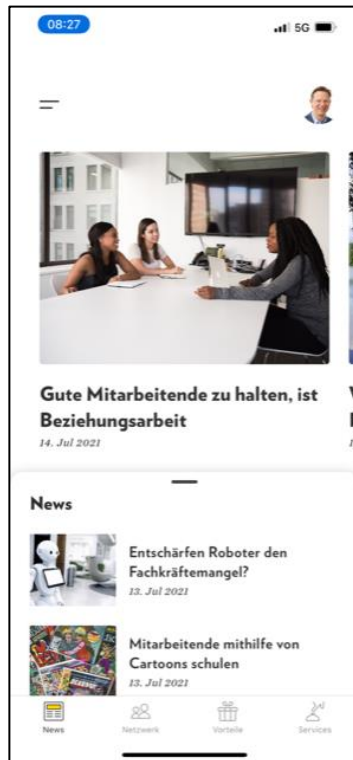 08:27
5G
Gute Mitarbeitende zu halten, ist
Beziehungsarbeit
14. Jul 2021
News
Entschärfen Roboter den
Fachkräftemangel?
13. Jul 2021
Mitarbeitende mithilfe von
Cartoons schulen
13. Jul 2021
News
Netzwerk
Vorteile
Services